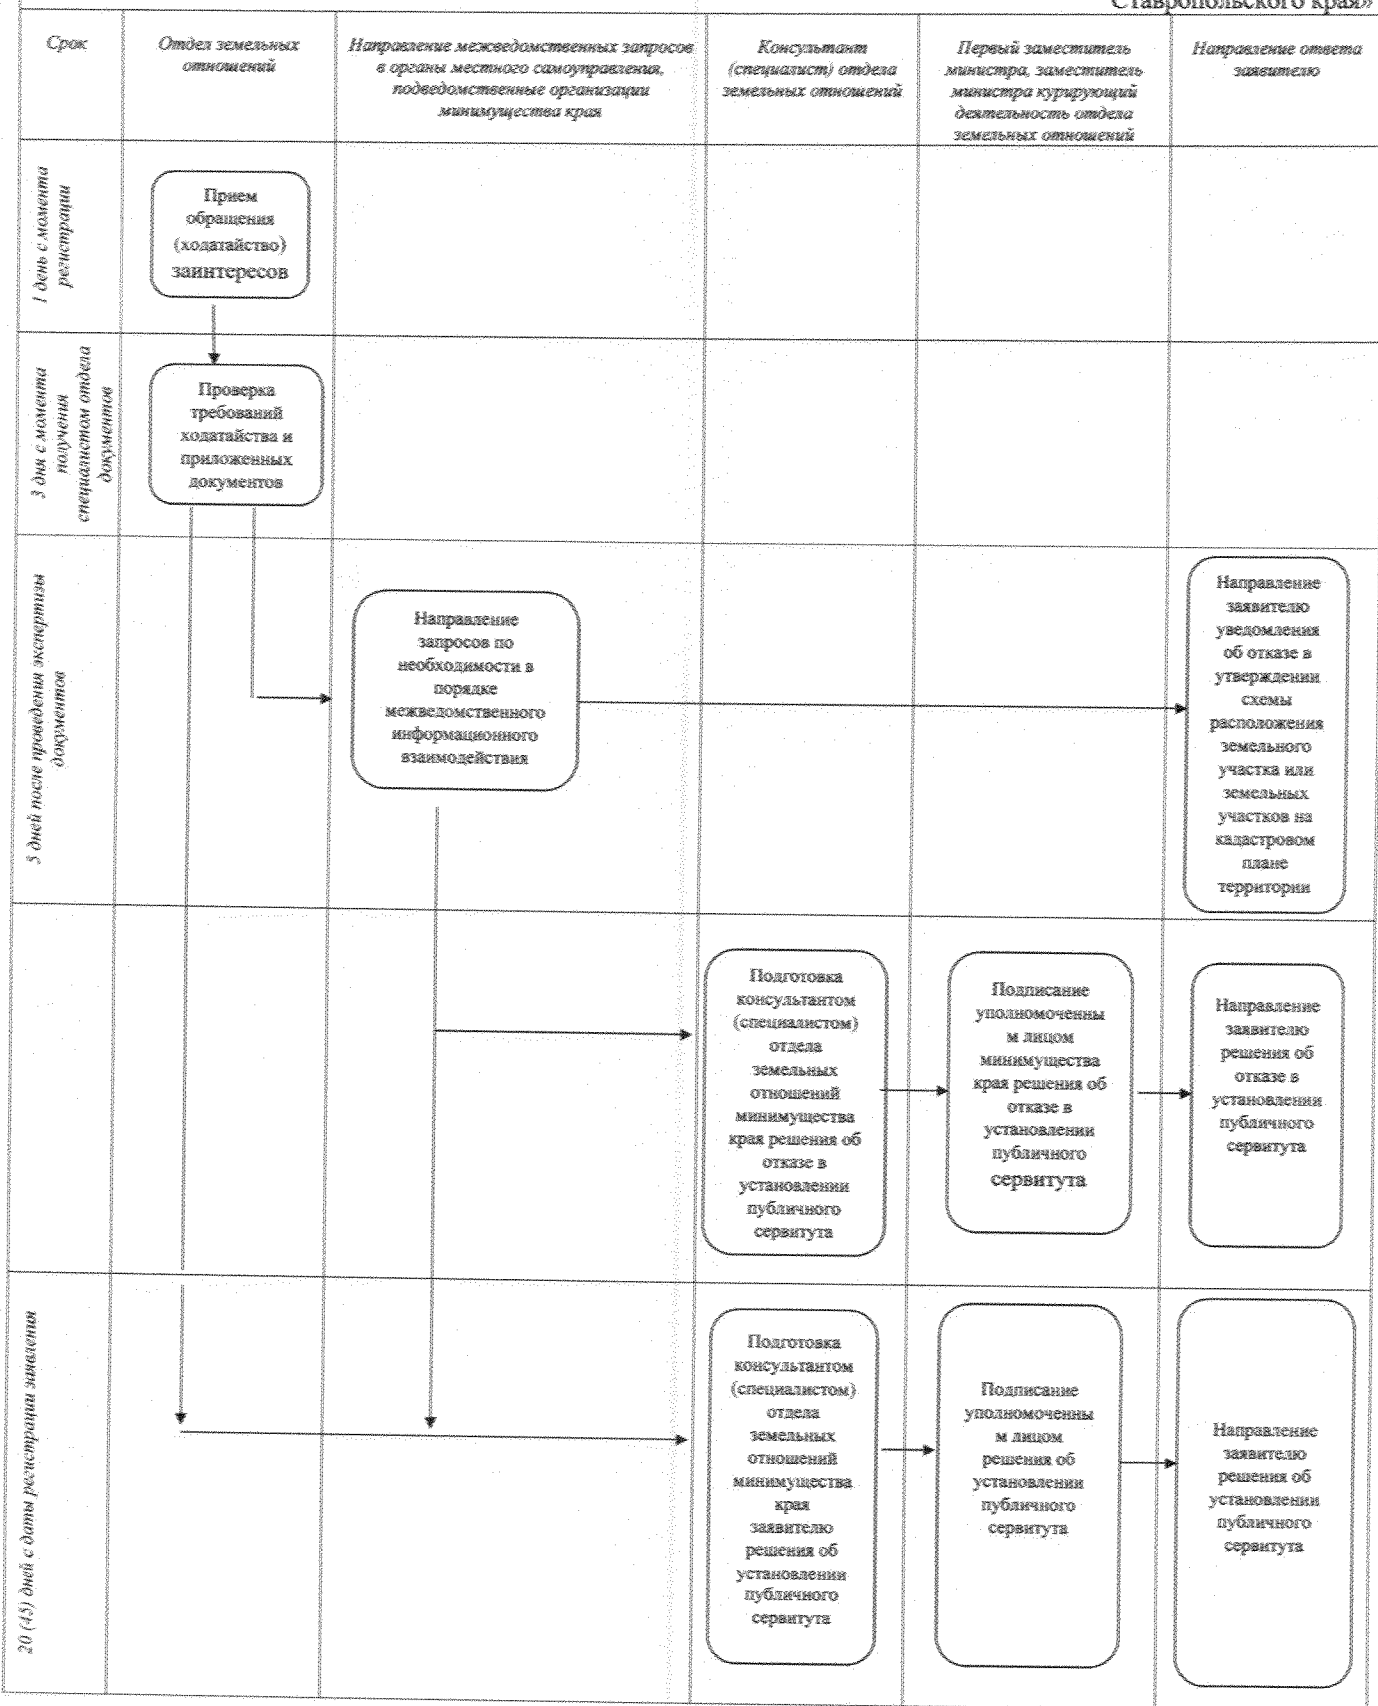 Ставропольского края»
Срок
Отдел земельных
отношений
Направление межведомственных запросов
в органы местного самоуправления,
подведомственные организации
минимущества края
Консультант
(специалист) отдела
земельных отношений
Первый заместитель
министра, заместитель
министра курирующий
деятельность отдела
земельных отношений
Направление ответа
заявителю
1 день с момента
регистрации
Прием
обращения
(ходатайство)
заинтересов
3 дня с момента
получения
специалистом отдела
документов
Проверка
требований
ходатайства и
приложенных
документов
5 дней после проведения экспертизы
документов
Направление
запросов по
необходимости в
порядке
межведомственного
информационного
взаимодействия
Направление
заявителю
уведомления
об отказе в
утверждении
схемы
расположения
земельного
участка или
земельных
участков на
кадастровом
плане
территории
Подготовка
консультантом
(специалистом)
отдела
земельных
отношений
минимущества
края решения об
отказе в
установлении
публичного
сервитута
Подписание
уполномоченны
м лицом
минимущества
края решения об
отказе в
установлении
публичного
сервитута
Направление
заявителю
решения об
отказе в
установлении
публичного
сервитута
20 (45) дней с даты регистрации заявления
Подготовка
консультантом
(специалистом)
отдела
земельных
отношений
минимущества
края
заявителю
решения об
установлении
публичного
сервитута
Подписание
уполномоченны
м лицом
решения об
установлении
публичного
сервитута
Направление
заявителю
решения об
установлении
публичного
сервитута